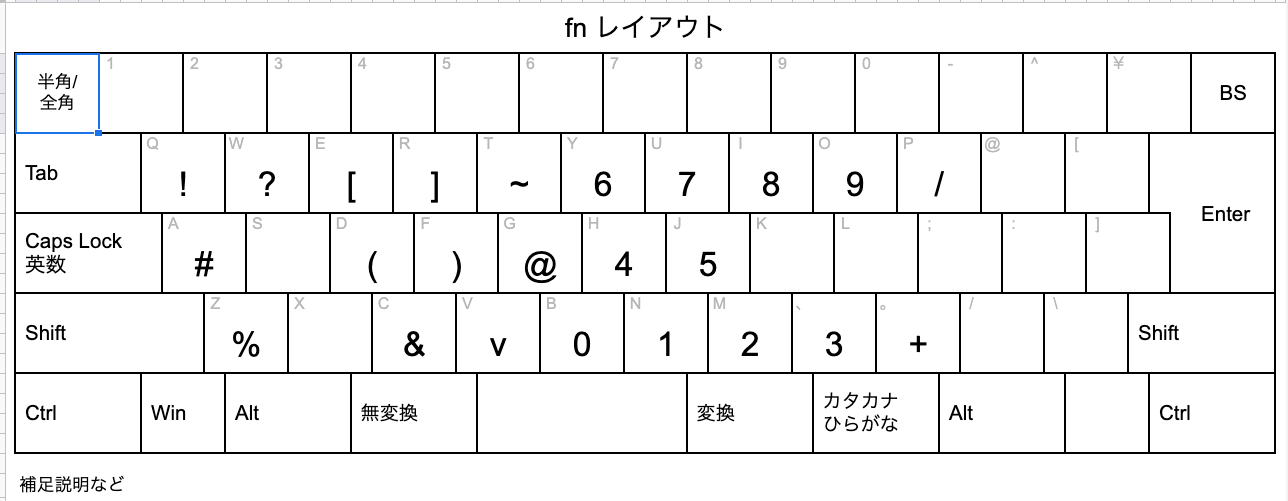 fn レイアウト
半角/
全角
1 2 3 4 5 6 7 8 9 0 - ^ ¥
BS
Q W E R T Y U I O P @ [
Tab ! ? [ ] ~ 6 7 8 9 /
Enter
A S D F G H J K L ; : ]
Caps Lock
英数
# ( ) @ 4 5
Z X C V B N M 、 。 / \
Shift % & v 0 1 2 3 + Shift
Ctrl Win Alt 無変換 変換 カタカナ
ひらがな
Alt Ctrl
補足説明など